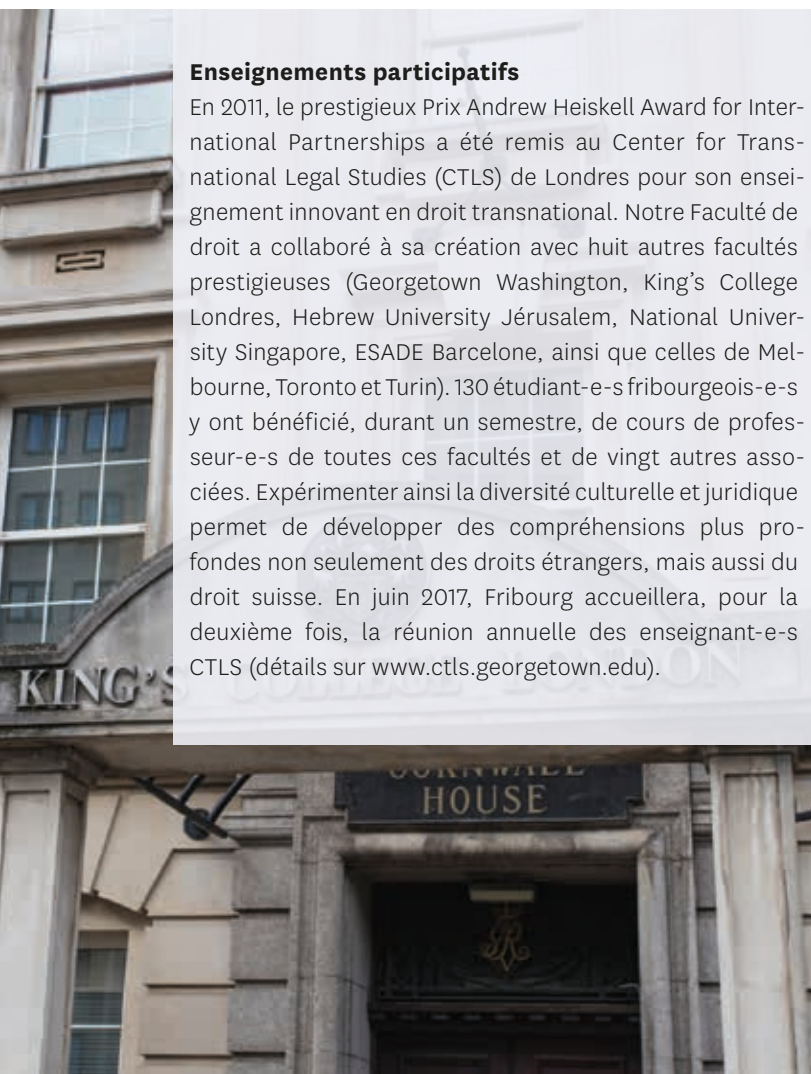 Enseignements participatifs
En 2011, le prestigieux Prix Andrew Heiskell Award for Inter-
national Partnerships a été remis au Center for Trans-
national Legal Studies (CTLS) de Londres pour son ensei-
gnement innovant en droit transnational. Notre Faculté de
droit a collaboré à sa création avec huit autres facultés
prestigieuses (Georgetown Washington, King’s College
Londres, Hebrew University Jérusalem, National Univer-
sity Singapore, ESADE Barcelone, ainsi que celles de Mel-
bourne, Toronto et Turin). 130 étudiant-e-s fribourgeois-e-s
y ont bénéficié, durant un semestre, de cours de profes-
seur-e-s de toutes ces facultés et de vingt autres asso-
ciées. Expérimenter ainsi la diversité culturelle et juridique
permet de développer des compréhensions plus pro-
fondes non seulement des droits étrangers, mais aussi du
droit suisse. En juin 2017, Fribourg accueillera, pour la
deuxième fois, la réunion annuelle des enseignant-e-s
CTLS (détails sur www.ctls.georgetown.edu).
KING’S COLLEGE LONDON
CORNWALL
HOUSE